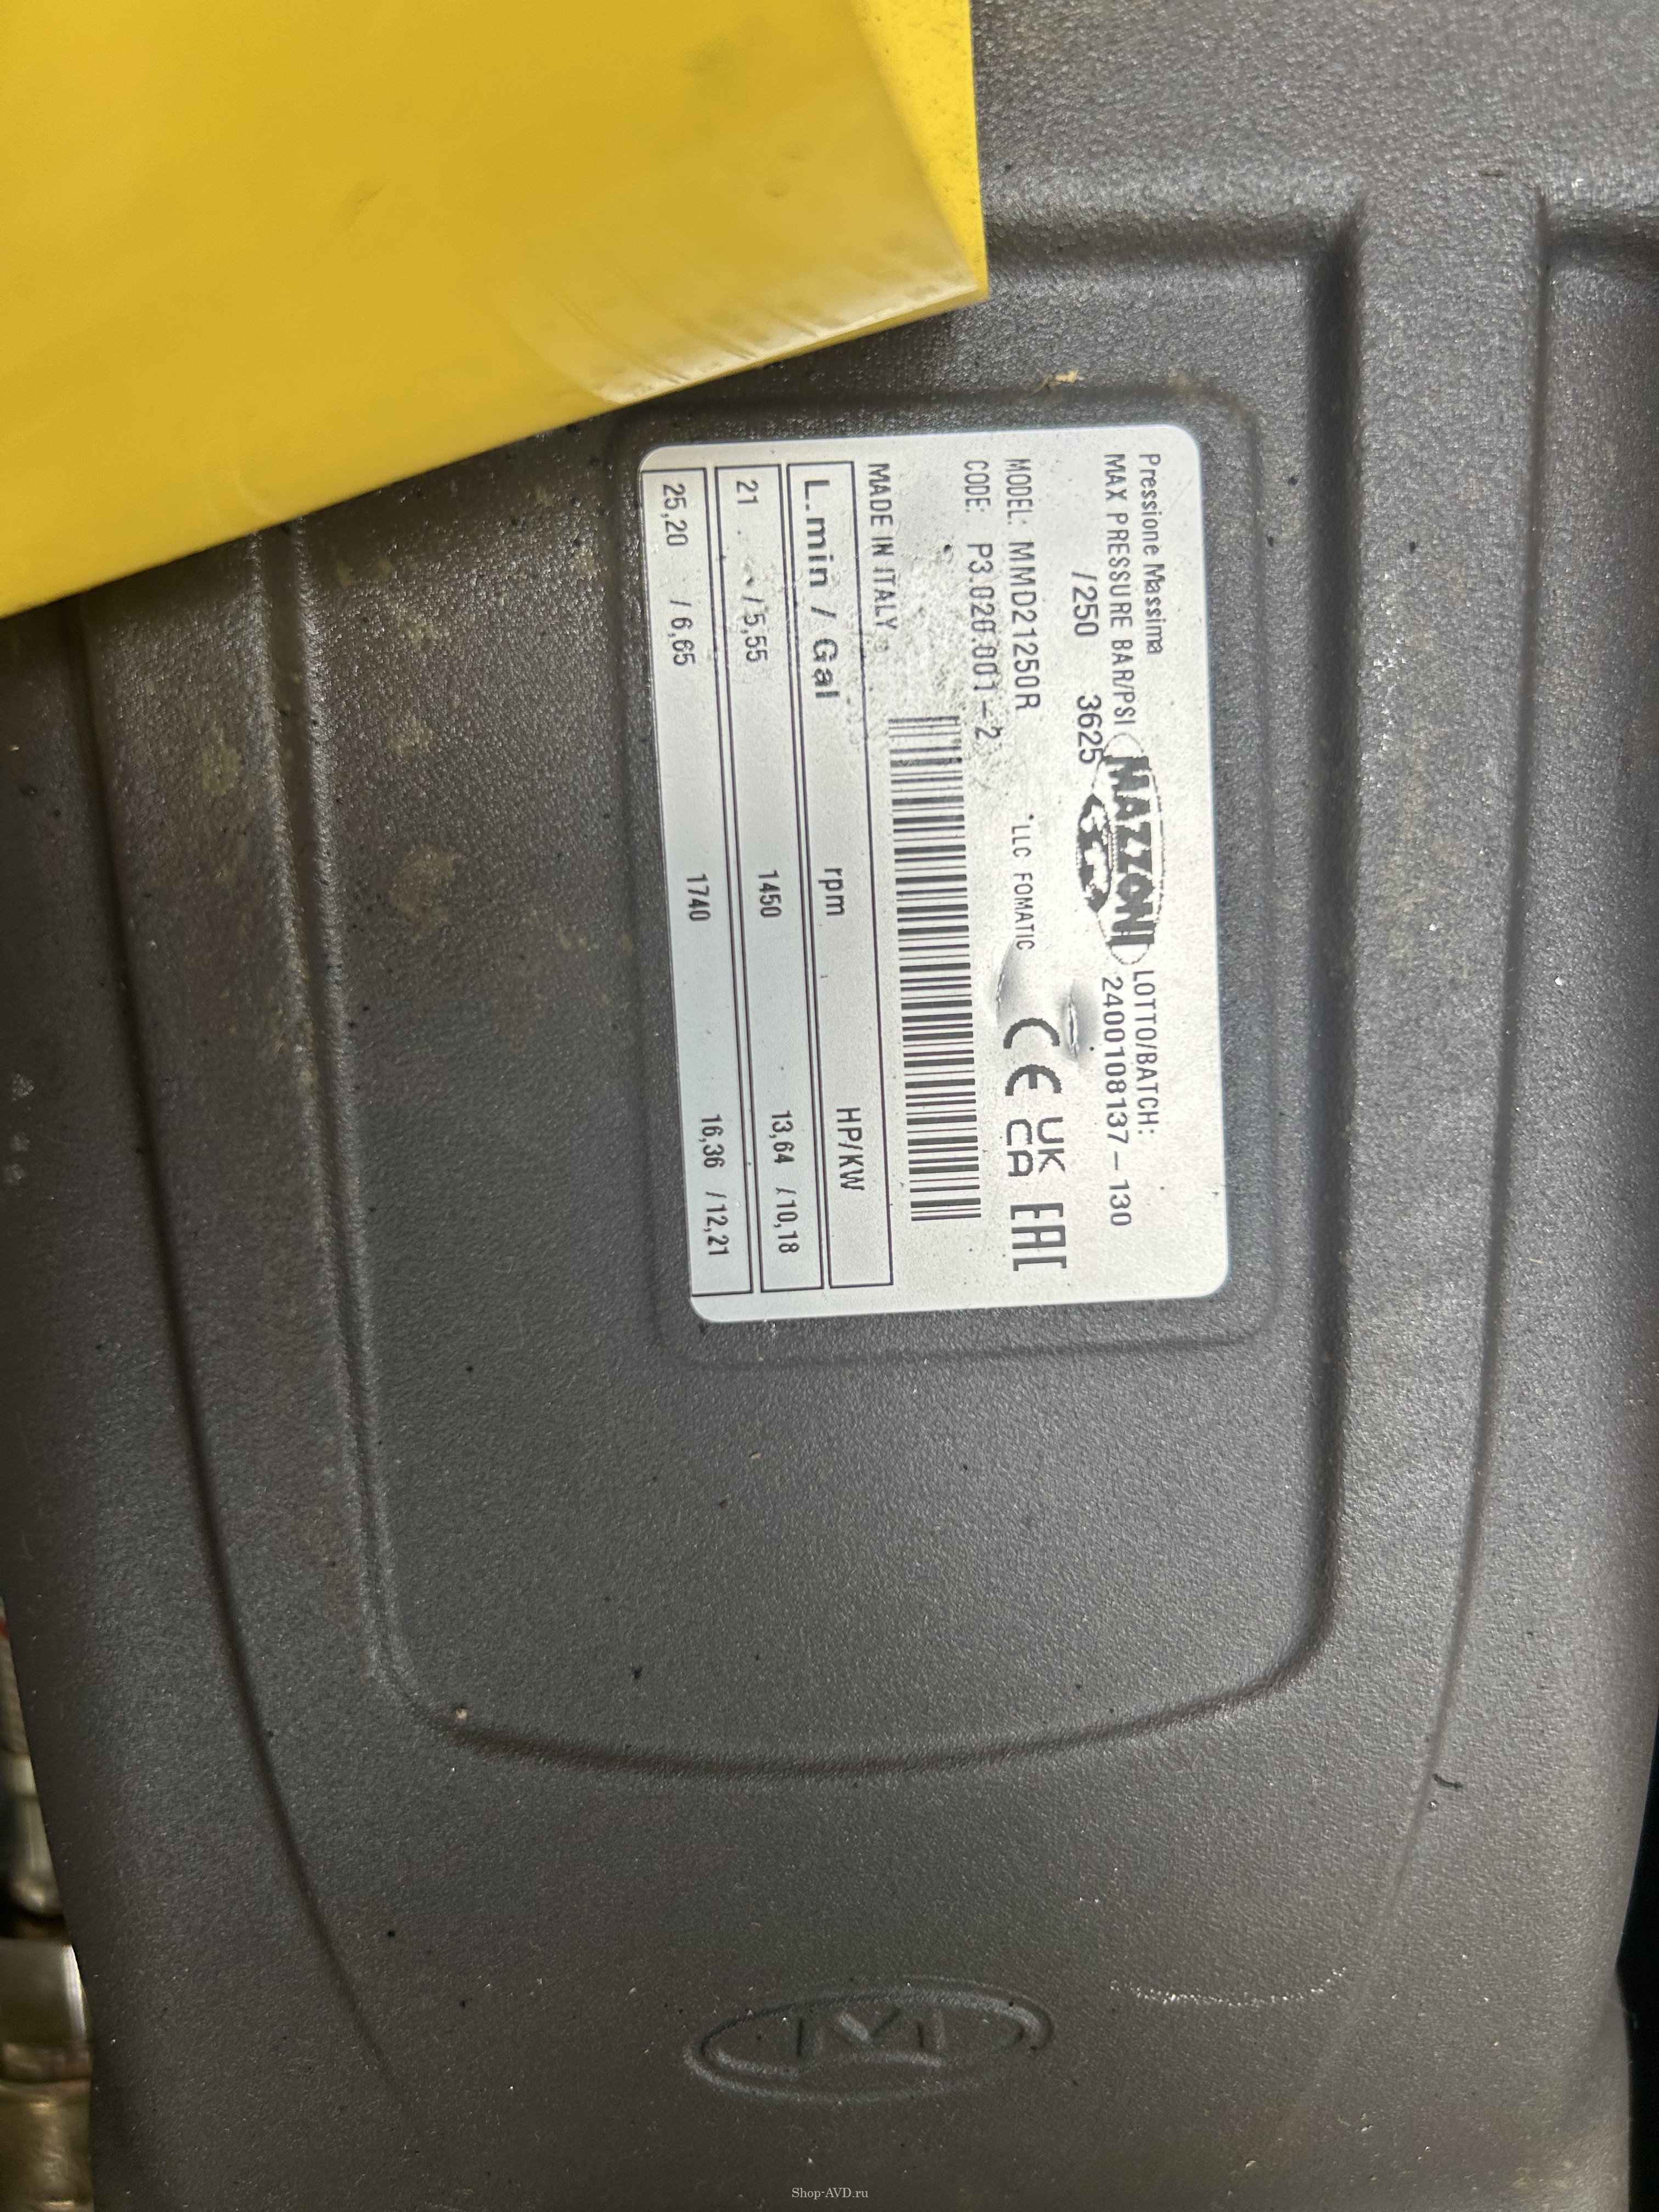 Pressione Massima
MAX PRESSURE BAR/PSI
/250 3625
MAZZONI
LOTTO/BATCH:
2400108137-130
MODEL: MMD21250R
LLC FOMATIC
CE UK CA EAC
CODE: P3.020.001-2
MADE IN ITALY
L.min / Gal rpm HP/KW
21 /5,55 1450 13,64 /10,18
25,20 /6,65 1740 16,36 /12,21
M
Shop-AVD.ru